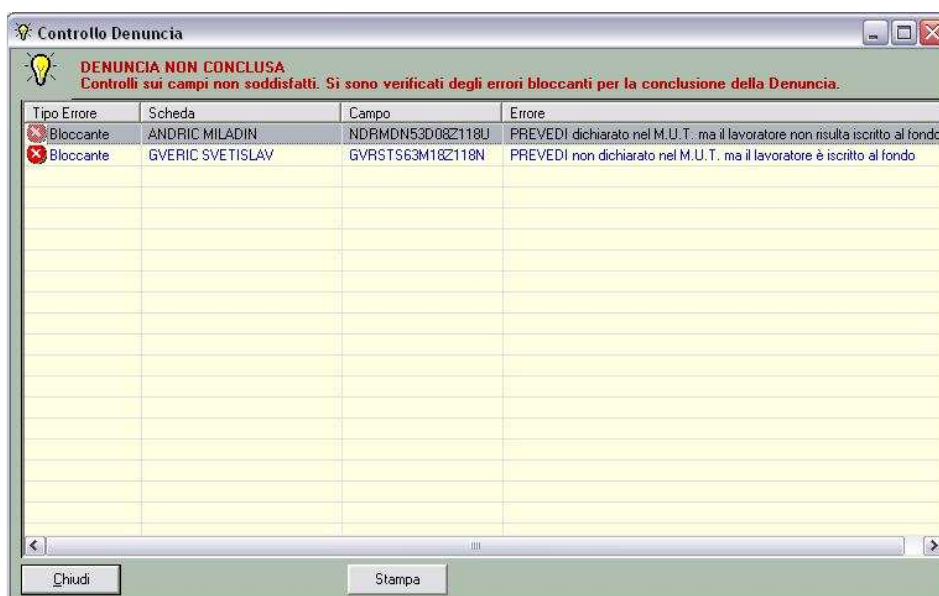 Controllo Denuncia
DENUNCIA NON CONCLUSA
Controlli sui campi non soddisfatti. Si sono verificati degli errori bloccanti per la conclusione della Denuncia.
Tipo Errore Scheda Campo Errore
Bloccante ANDRIC MILADIN NDRMDN53D08Z118U PREVEDI dichiarato nel M.U.T. ma il lavoratore non risulta iscritto al fondo
Bloccante GVERIC SVETISLAV GVRSTS63M18Z118N PREVEDI non dichiarato nel M.U.T. ma il lavoratore è iscritto al fondo
Chiudi Stampa